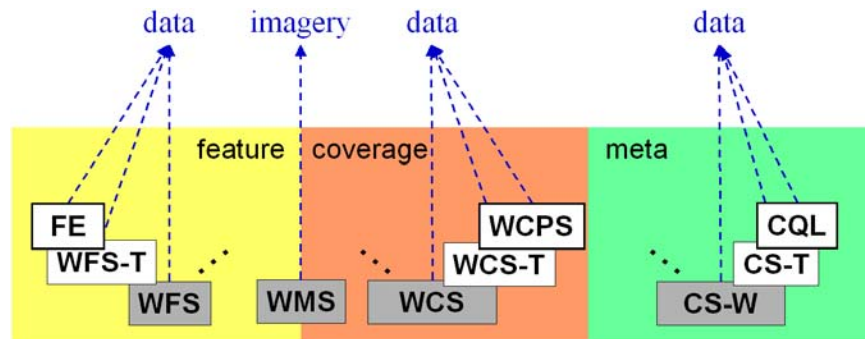 data imagery data data
feature coverage meta
FE WCPS CQL
WFS-T WCS-T CS-T
WFS WMS WCS CS-W